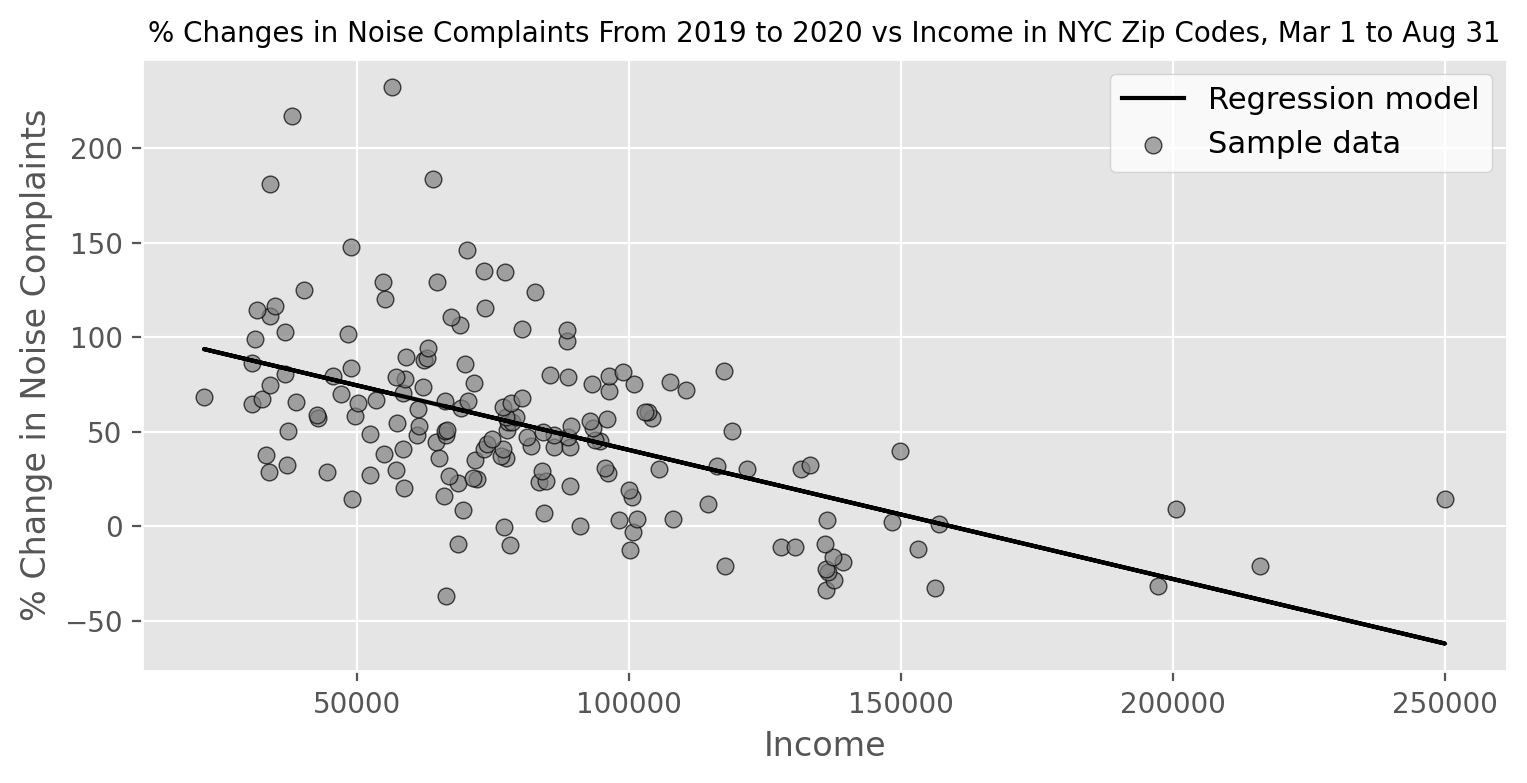 % Changes in Noise Complaints From 2019 to 2020 vs Income in NYC Zip Codes, Mar 1 to Aug 31
Regression model
Sample data
% Change in Noise Complaints
200
150
100
50
0
−50
50000 100000 150000 200000 250000
Income